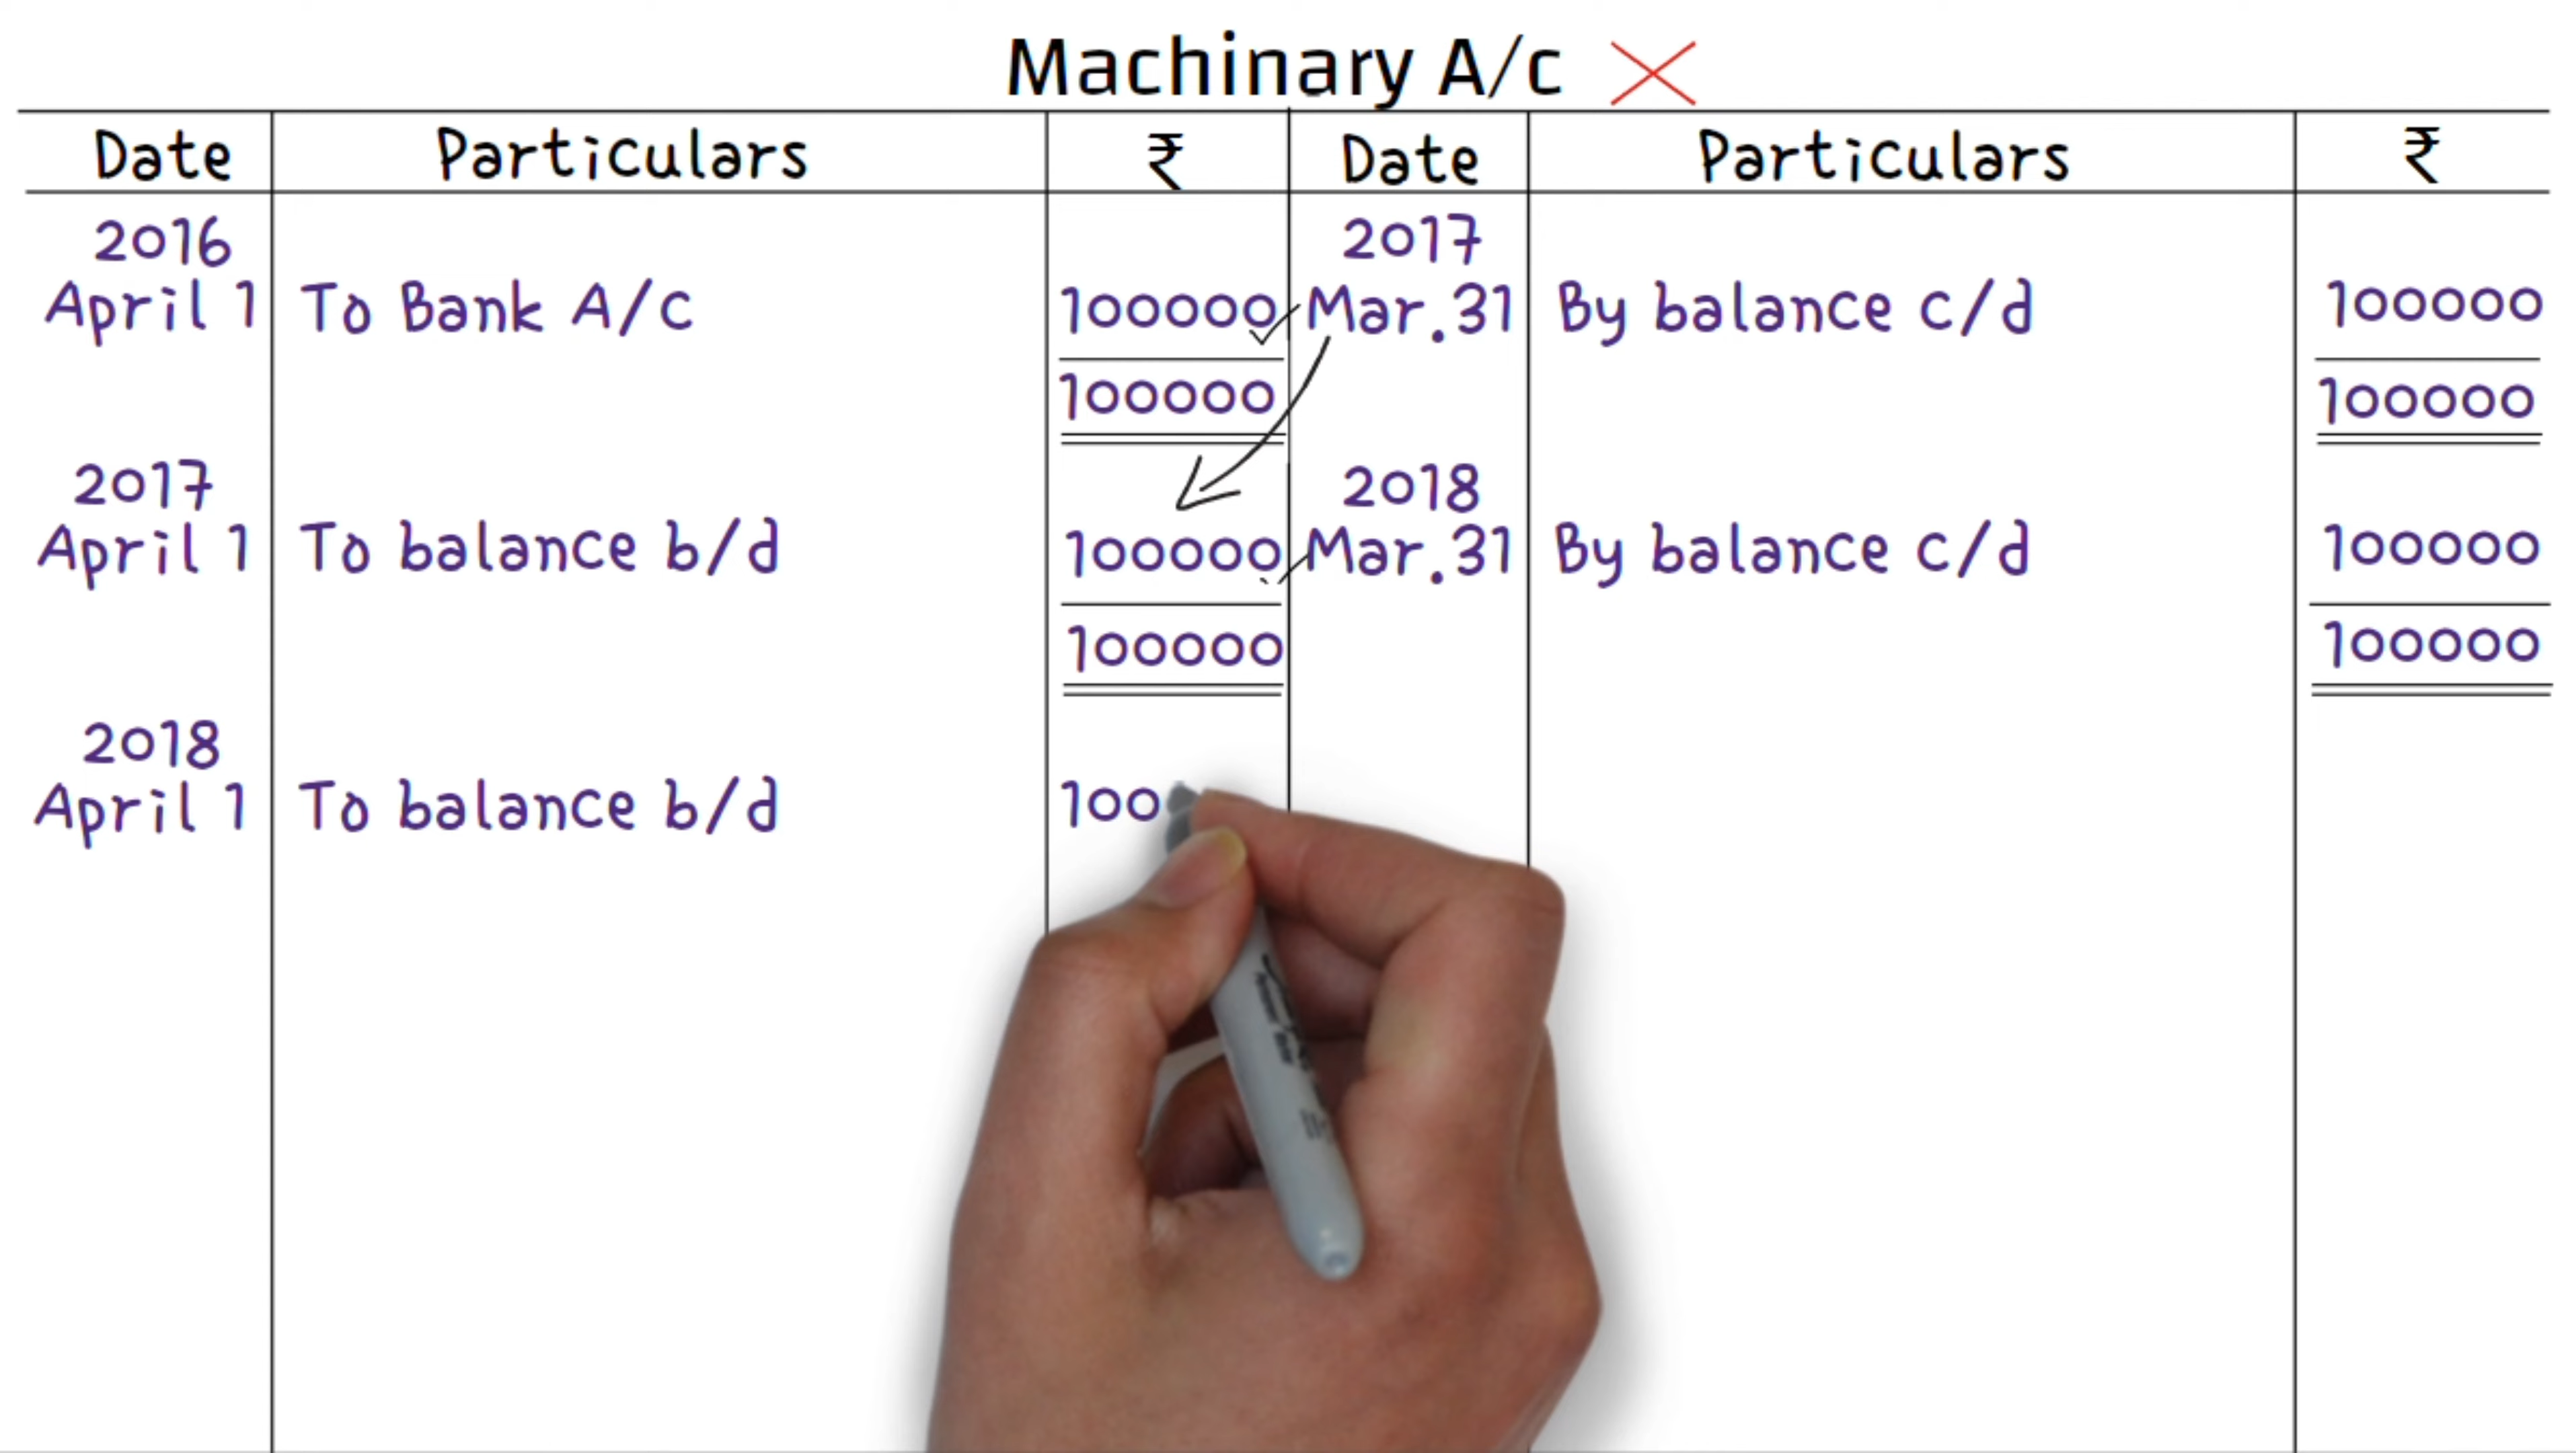 Machinary A/c
Date Particulars ₹ Date Particulars ₹
2016 2017
April 1 To Bank A/c 100000 Mar.31 By balance c/d 100000
100000 100000
2017 2018
April 1 To balance b/d 100000 Mar.31 By balance c/d 100000
100000 100000
2018
April 1 To balance b/d 100